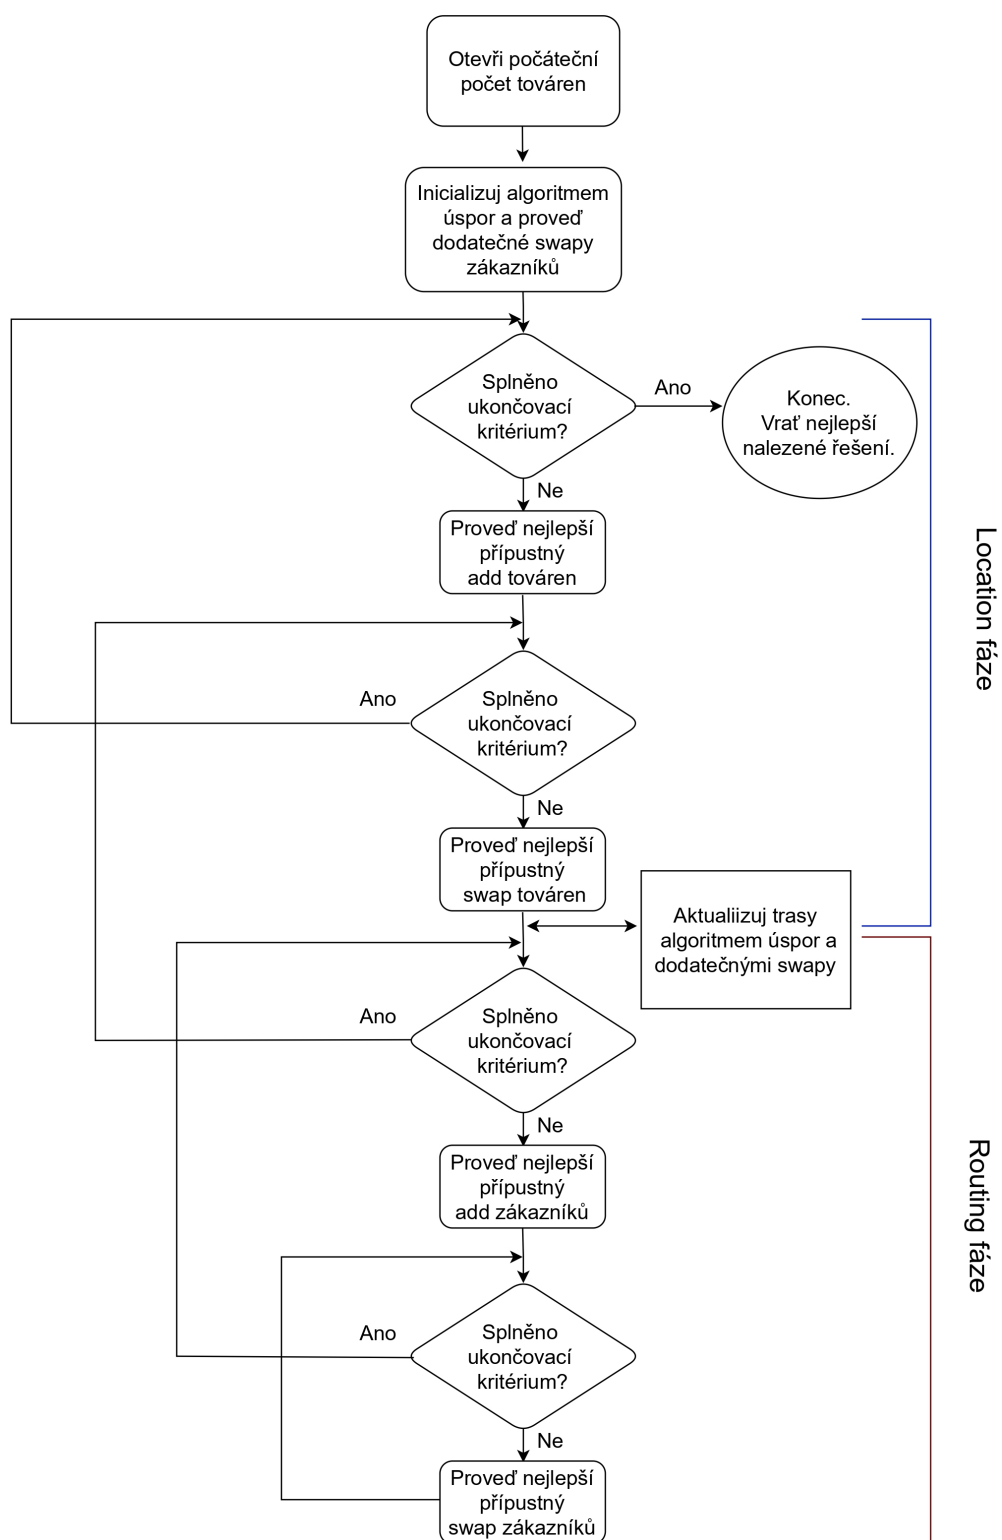 Otevři počáteční
počet továren
Inicializuj algoritmem
úspor a proveď
dodatečné swapy
zákazníků
Splněno
ukončovací
kritérium?
Ano
Konec.
Vrať nejlepší
nalezené řešení.
Ne
Proveď nejlepší
přípustný
add továren
Location fáze
Ano
Splněno
ukončovací
kritérium?
Ne
Proveď nejlepší
přípustný
swap továren
Aktualiizuj trasy
algoritmem úspor a
dodatečnými swapy
Ano
Splněno
ukončovací
kritérium?
Ne
Proveď nejlepší
přípustný
add zákazníků
Routing fáze
Ano
Splněno
ukončovací
kritérium?
Ne
Proveď nejlepší
přípustný
swap zákazníků